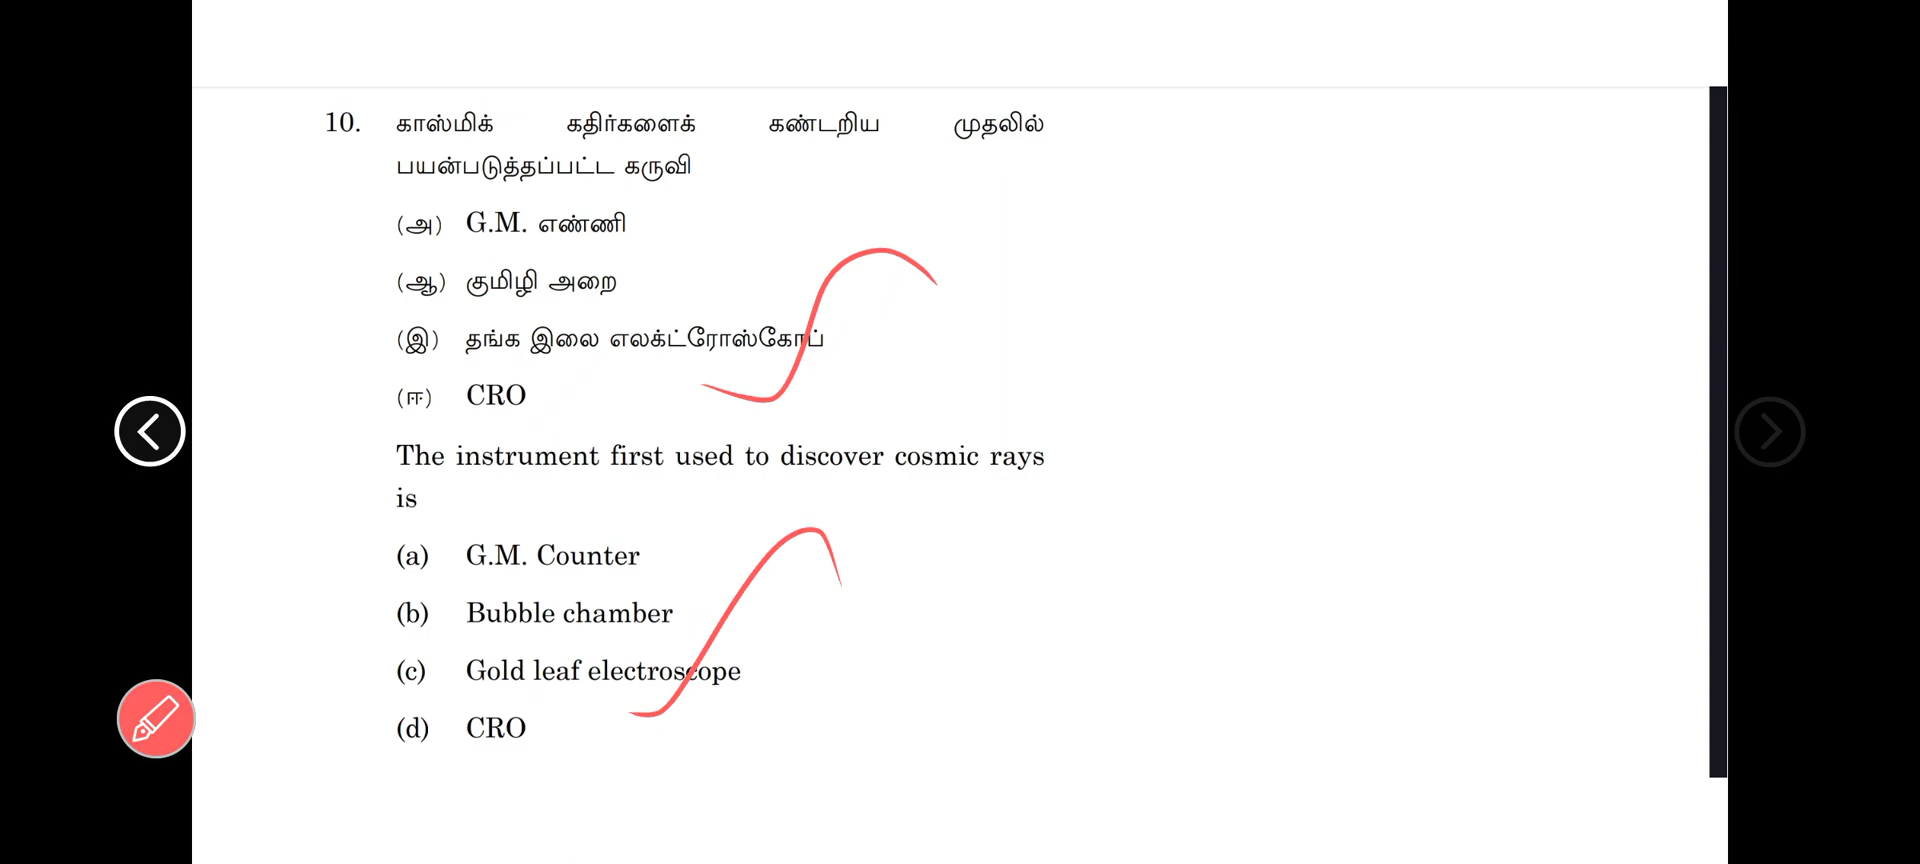 10. காஸ்மிக் கதிர்களைக் கண்டறிய முதலில்
பயன்படுத்தப்பட்ட கருவி
(அ) G.M. எண்ணி
(ஆ) குமிழி அறை
(இ) தங்க இலை எலக்ட்ரோஸ்கோப்
(ஈ) CRO
The instrument first used to discover cosmic rays
is
(a) G.M. Counter
(b) Bubble chamber
(c) Gold leaf electroscope
(d) CRO